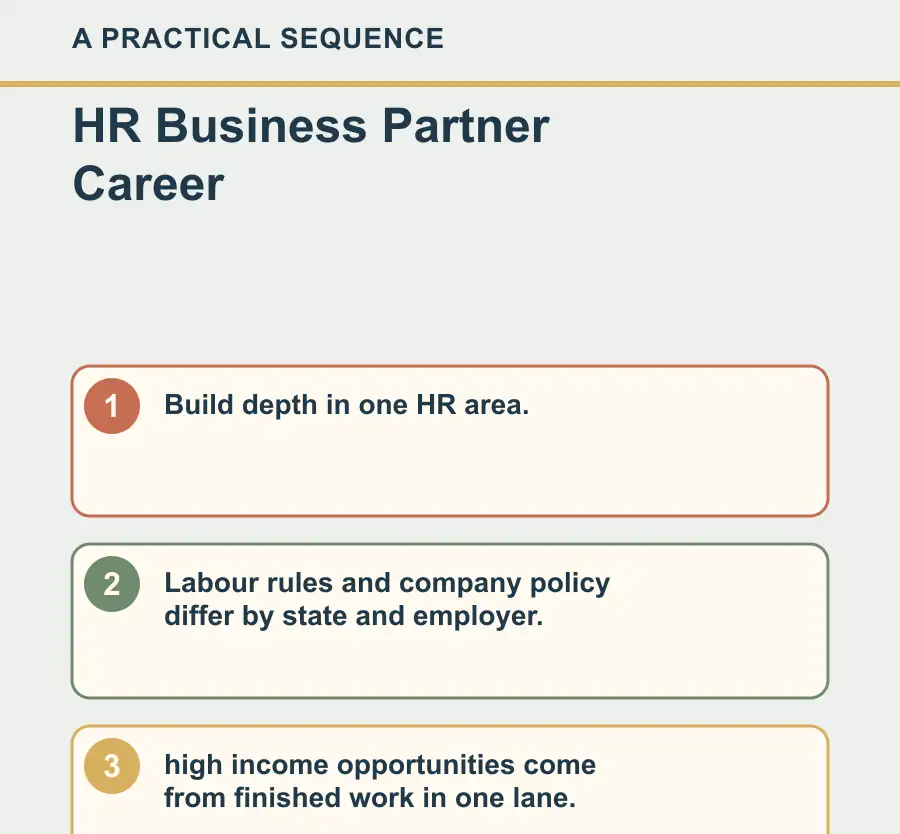 A PRACTICAL SEQUENCE
HR Business Partner
Career
1
Build depth in one HR area.
2
Labour rules and company policy
differ by state and employer.
3
high income opportunities come
from finished work in one lane.